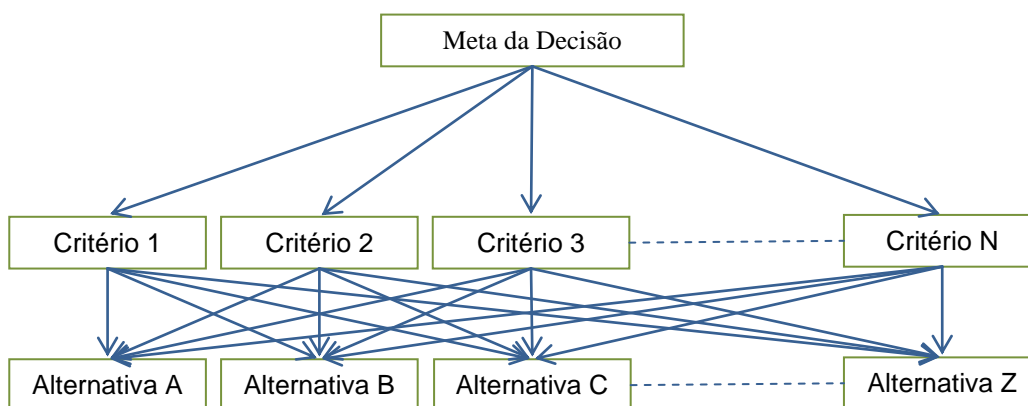 Meta da Decisão
Critério 1
Critério 2
Critério 3
Critério N
Alternativa A
Alternativa B
Alternativa C
Alternativa Z